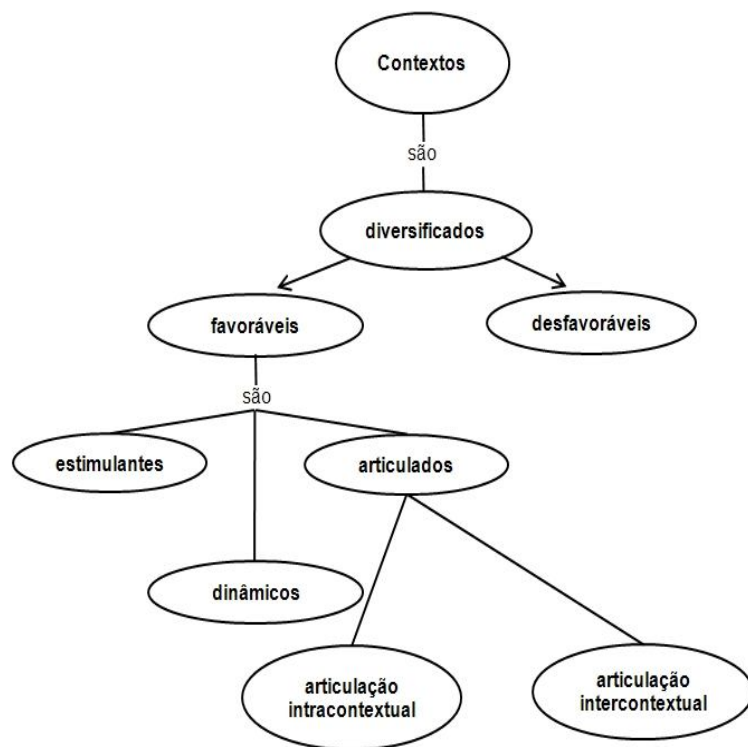 Contextos
são
diversificados
favoráveis
desfavoráveis
são
estimulantes
articulados
dinâmicos
articulação
intracontextual
articulação
intercontextual